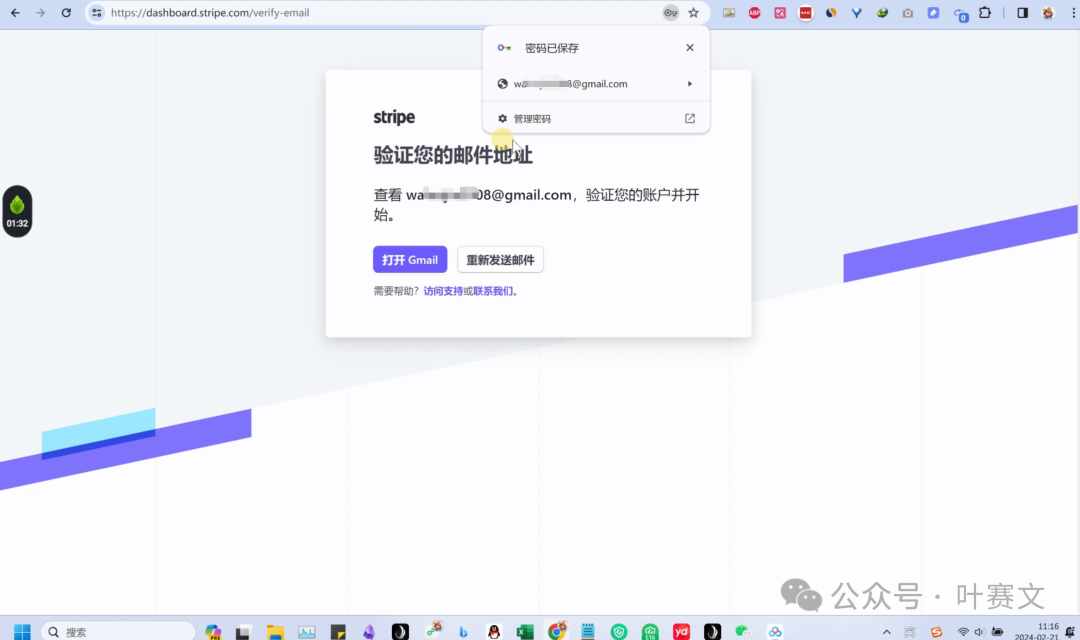 https://dashboard.stripe.com/verify-email
ABP
0
密码已保存
wa 8@gmail.com
管理密码
stripe
验证您的邮件地址
查看 wa 08@gmail.com，验证您的账户并开
始。
打开 Gmail
重新发送邮件
需要帮助？访问支持或联系我们。
01:32
公众号 · 叶赛文
搜索
yd
英
11:16
2024-02-21